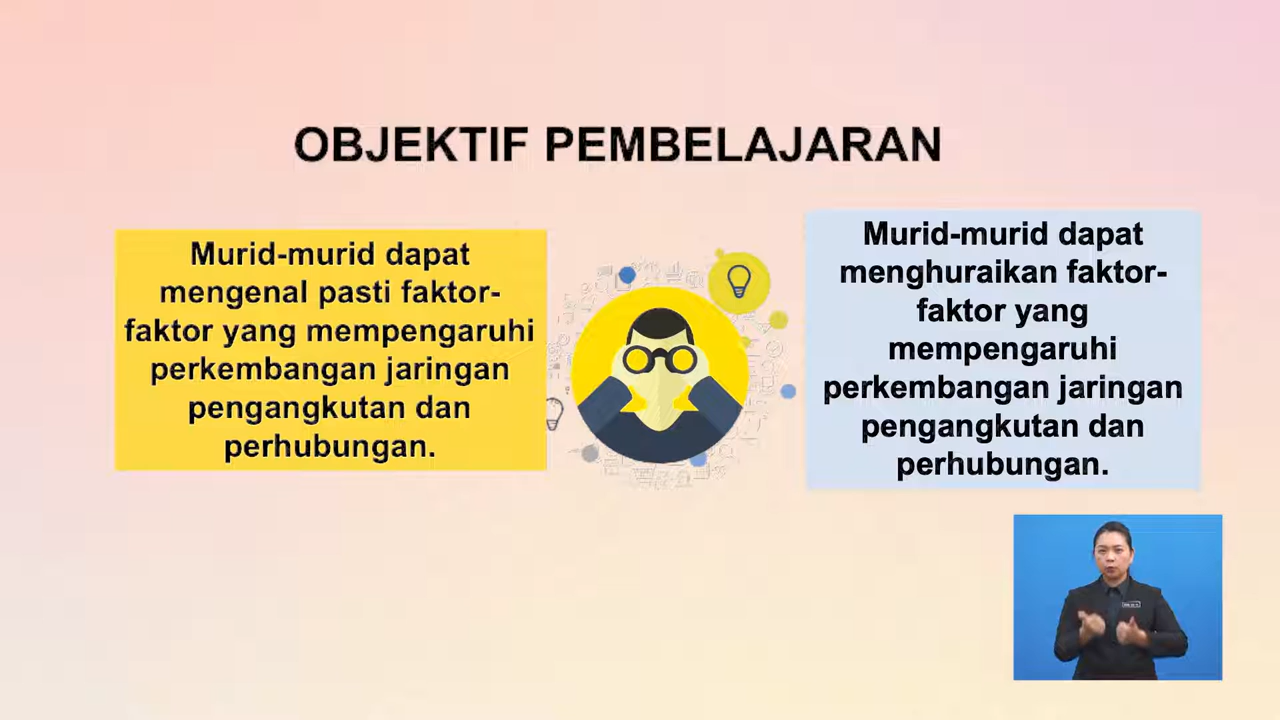 OBJEKTIF PEMBELAJARAN
Murid-murid dapat
mengenal pasti faktor-
faktor yang mempengaruhi
perkembangan jaringan
pengangkutan dan
perhubungan.
Murid-murid dapat
menghuraikan faktor-
faktor yang
mempengaruhi
perkembangan jaringan
pengangkutan dan
perhubungan.